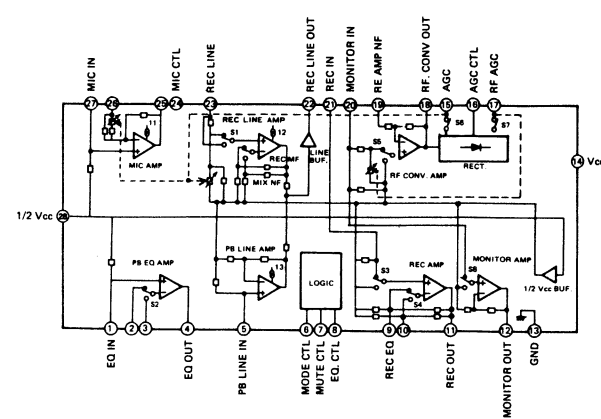 MIC IN
MIC CTL
REC LINE
REC LINE OUT
REC IN
MONITOR IN
RE AMP NF
RF. CONV OUT
AGC
AGC CTL
RF AGC
27
26
25
24
23
22
21
20
19
18
15
16
17
11
MIC AMP
REC LINE AMP
S1
12
REC MF
MIX NF
LINE BUF.
S5
RF CONV. AMP
S6
S7
RECT.
14 Vcc
1/2 Vcc
28
PB EQ AMP
S2
PB LINE AMP
13
LOGIC
S3
REC AMP
S4
MONITOR AMP
S8
1/2 Vcc BUF.
1
2
3
4
5
6
7
8
9
10
11
12
13
EQ IN
EQ OUT
PB LINE IN
MODE CTL
MUTE CTL
EQ. CTL
REC EQ
REC OUT
MONITOR OUT
GND